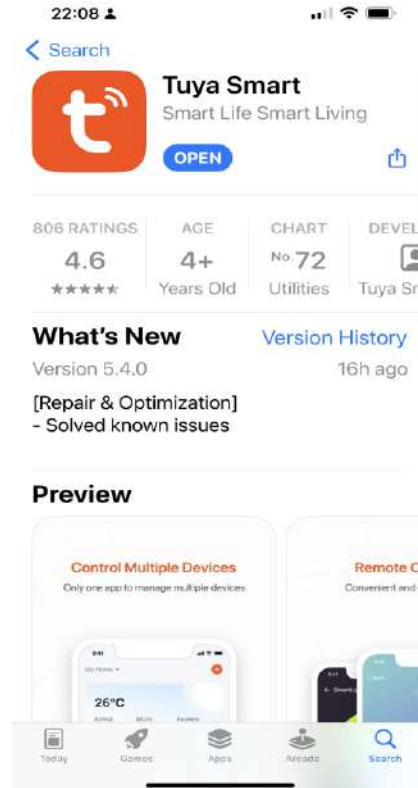 22:08
Search
Tuya Smart
Smart Life Smart Living
OPEN
806 RATINGS
4.6
AGE
4+
Years Old
CHART
No.72
Utilities
DEVEL
Tuya Sm
What's New
Version History
Version 5.4.0
16h ago
[Repair & Optimization]
- Solved known issues
Preview
Control Multiple Devices
Only one app to manage multiple devices
My Home
26°C
Remote C
Convenient and
Today
Games
Apps
Arcade
Search